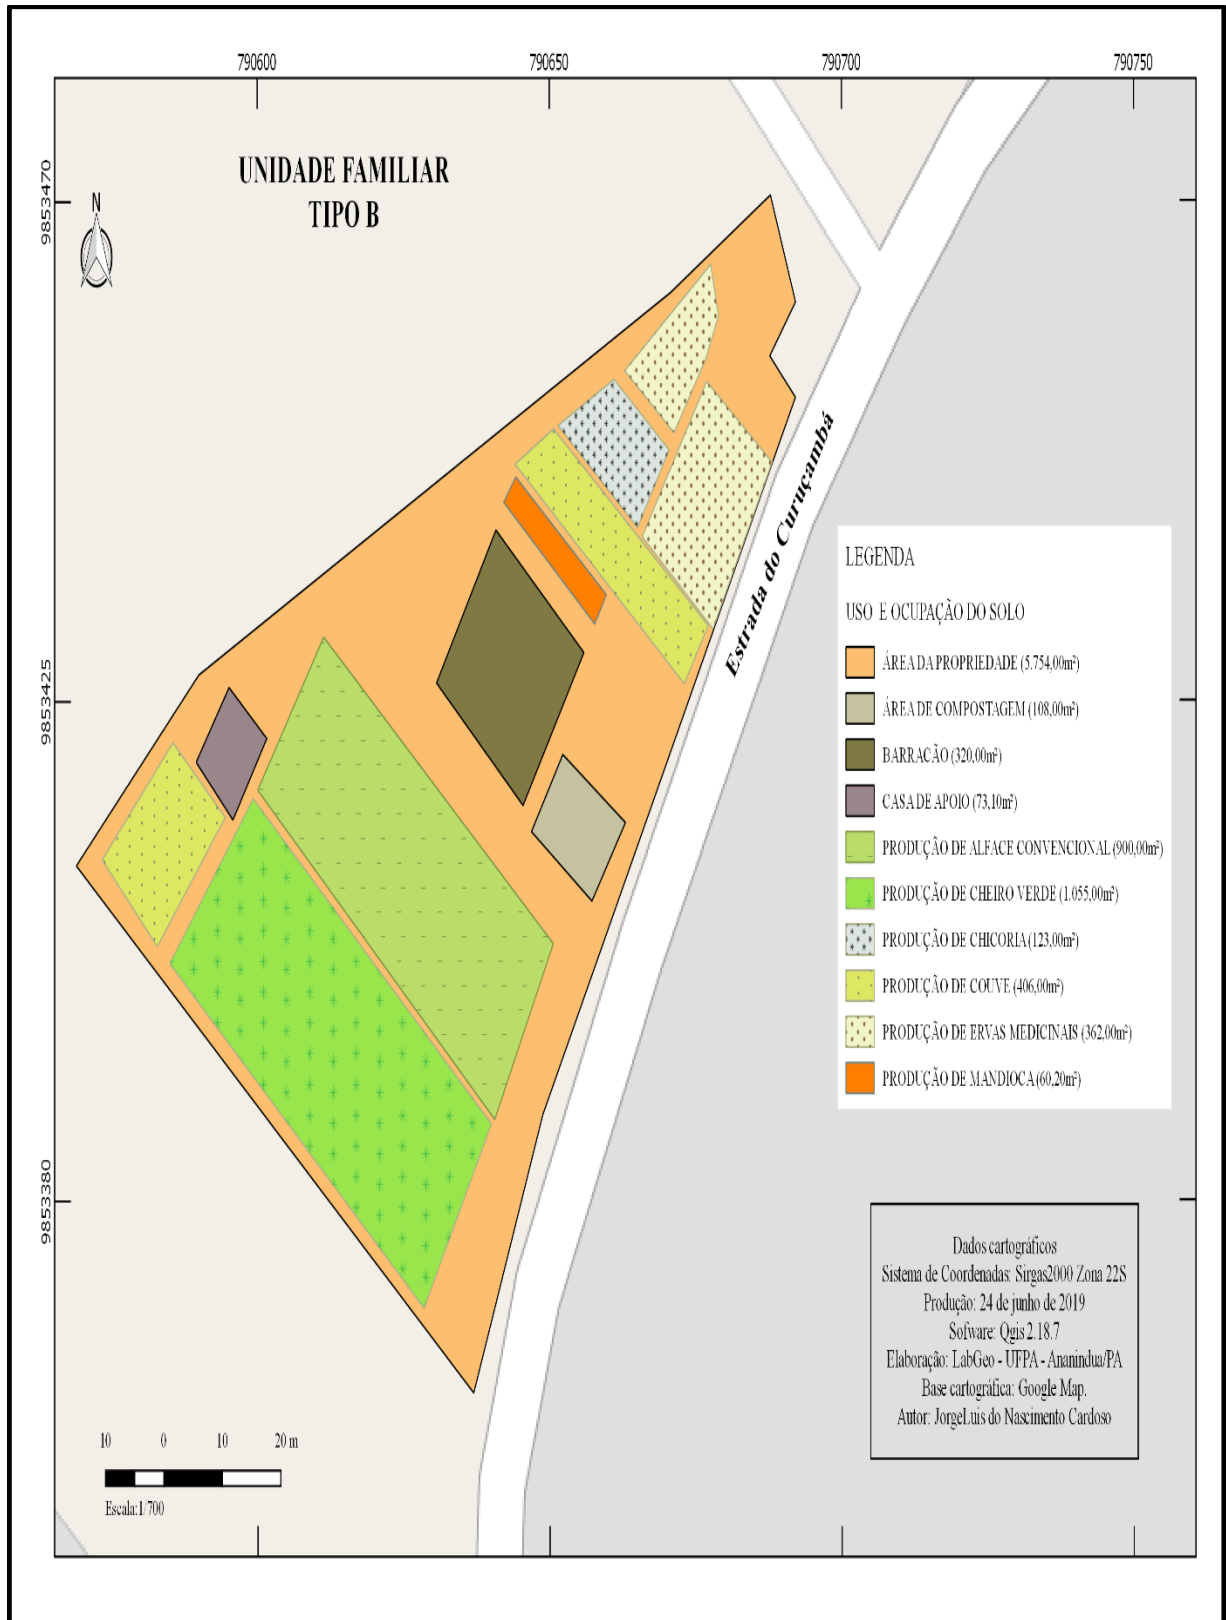 790600
790650
790700
790750
UNIDADE FAMILIAR
TIPO B
N
9853470
9853425
9853380
Estrada do Curuçambá
LEGENDA
USO E OCUPAÇÃO DO SOLO
ÁREA DA PROPRIEDADE (5.754,00m²)
ÁREA DE COMPOSTAGEM (108,00m²)
BARRACÃO (320,00m²)
CASA DE APOIO (73,10m²)
PRODUÇÃO DE ALFACE CONVENCIONAL (900,00m²)
PRODUÇÃO DE CHEIRO VERDE (1.055,00m²)
PRODUÇÃO DE CHICORIA (123,00m²)
PRODUÇÃO DE COUVE (406,00m²)
PRODUÇÃO DE ERVAS MEDICINAIS (362,00m²)
PRODUÇÃO DE MANDIOCA (60,20m²)
Dados cartográficos
Sistema de Coordenadas: Sirgas2000 Zona 22S
Produção: 24 de junho de 2019
Sofware: Qgis 2.18.7
Elaboração: LabGeo - UFPA - Ananindua/PA
Base cartográfica: Google Map.
Autor: JorgeLuis do Nascimento Cardoso
10 0 10 20 m
Escala:1/700